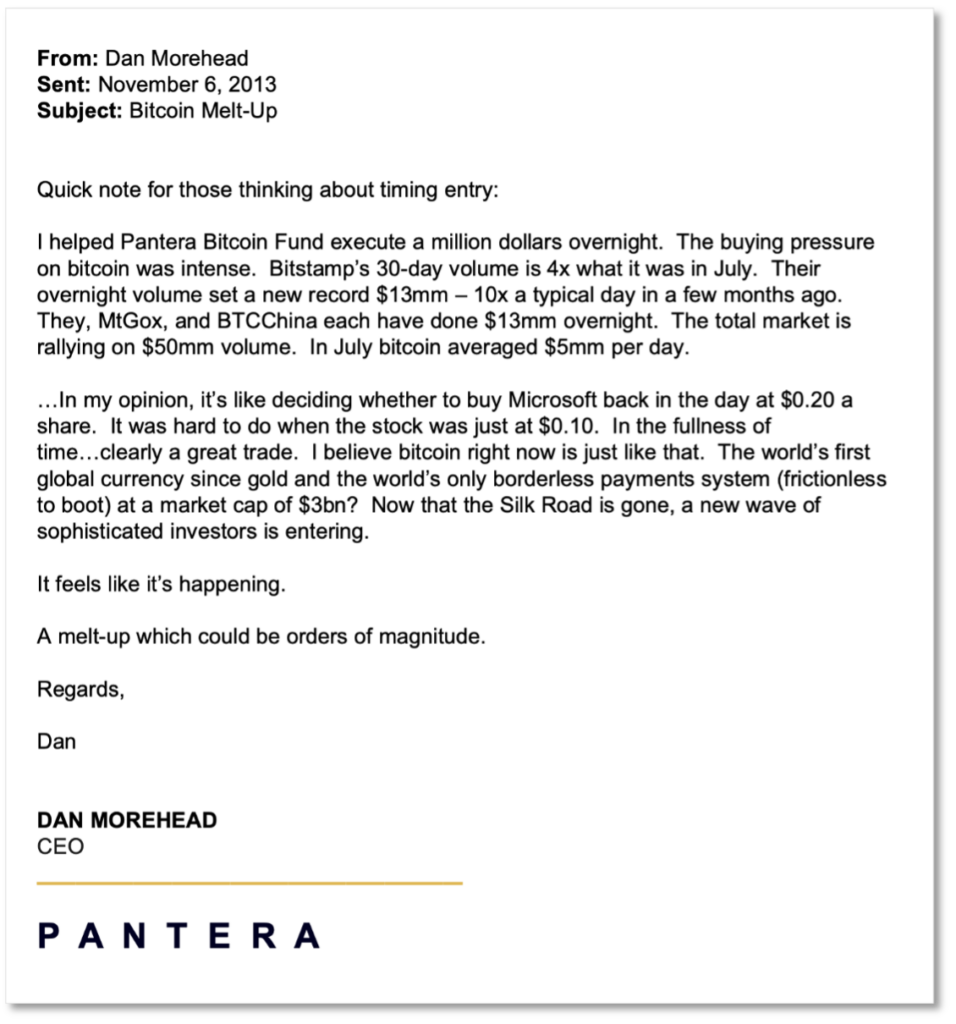 From: Dan Morehead
Sent: November 6, 2013
Subject: Bitcoin Melt-Up
Quick note for those thinking about timing entry:
I helped Pantera Bitcoin Fund execute a million dollars overnight.  The buying pressure
on bitcoin was intense.  Bitstamp’s 30-day volume is 4x what it was in July.  Their
overnight volume set a new record $13mm – 10x a typical day in a few months ago.
They, MtGox, and BTCChina each have done $13mm overnight.  The total market is
rallying on $50mm volume.  In July bitcoin averaged $5mm per day.
…In my opinion, it’s like deciding whether to buy Microsoft back in the day at $0.20 a
share.  It was hard to do when the stock was just at $0.10.  In the fullness of
time…clearly a great trade.  I believe bitcoin right now is just like that.  The world’s first
global currency since gold and the world’s only borderless payments system (frictionless
to boot) at a market cap of $3bn?  Now that the Silk Road is gone, a new wave of
sophisticated investors is entering.
It feels like it’s happening.
A melt-up which could be orders of magnitude.
Regards,
Dan
DAN MOREHEAD
CEO
PANTERA